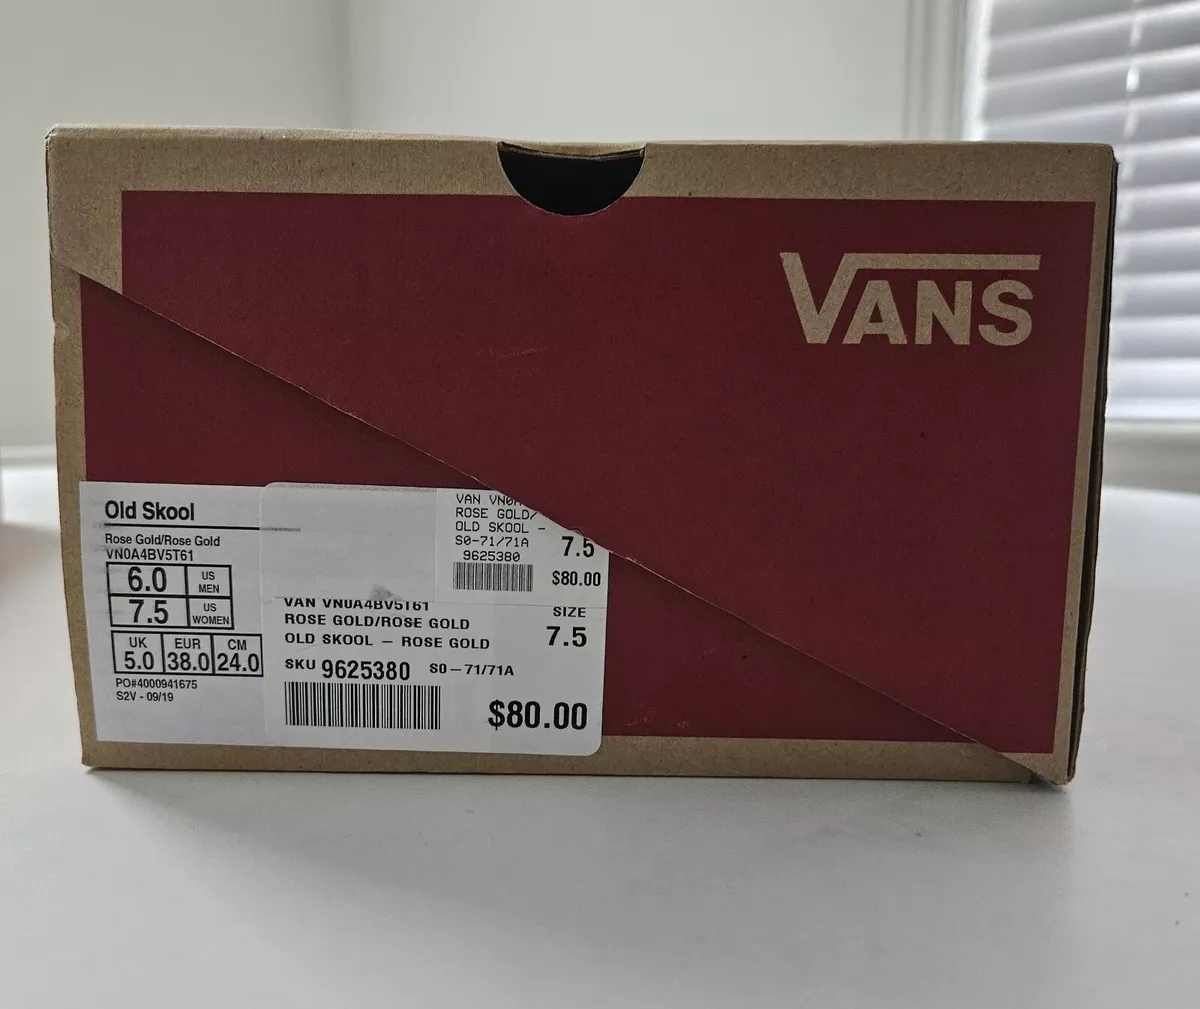 VANS
Old Skool
Rose Gold/Rose Gold
VN0A4BV5T61
6.0 US MEN
7.5 US WOMEN
UK EUR CM
5.0 38.0 24.0
PO#4000941675
S2V - 09/19
VAN VN0A
ROSE GOLD/
OLD SKOOL -
S0-71/71A
7.5
9625380
$80.00
VAN VN0A4BV5T61
SIZE
ROSE GOLD/ROSE GOLD
7.5
OLD SKOOL — ROSE GOLD
SKU 9625380 S0 — 71/71A
$80.00